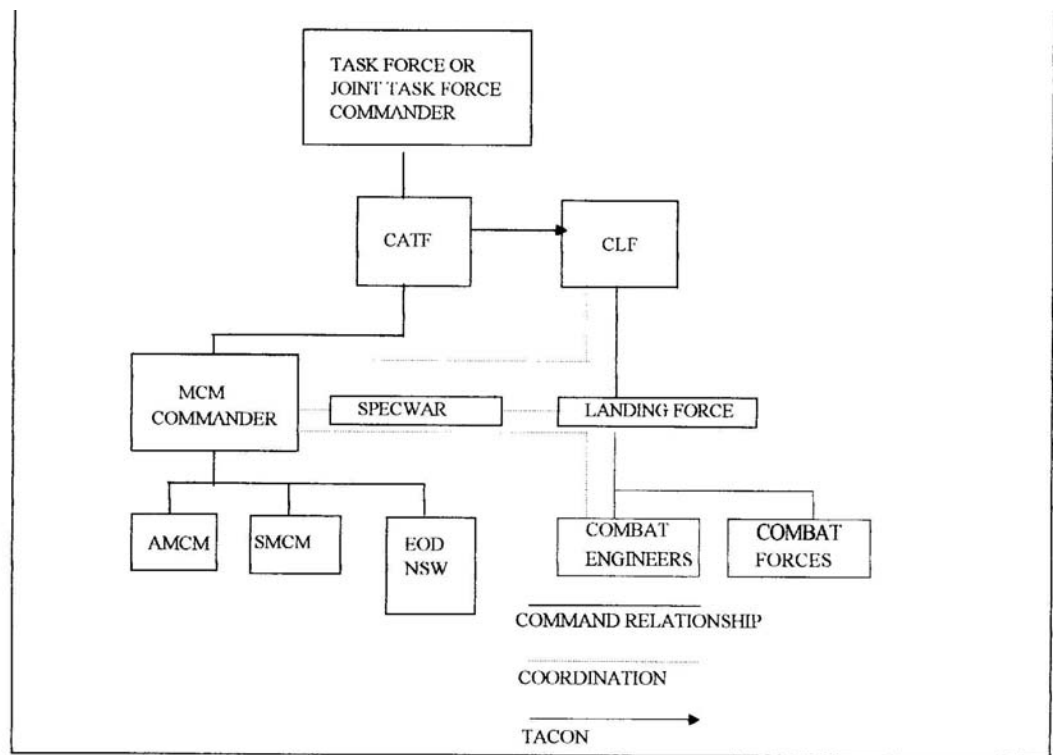 TASK FORCE OR
JOINT TASK FORCE
COMMANDER
CATF
CLF
MCM
COMMANDER
SPECWAR
LANDING FORCE
AMCM
SMCM
EOD
NSW
COMBAT
ENGINEERS
COMBAT
FORCES
COMMAND RELATIONSHIP
COORDINATION
TACON